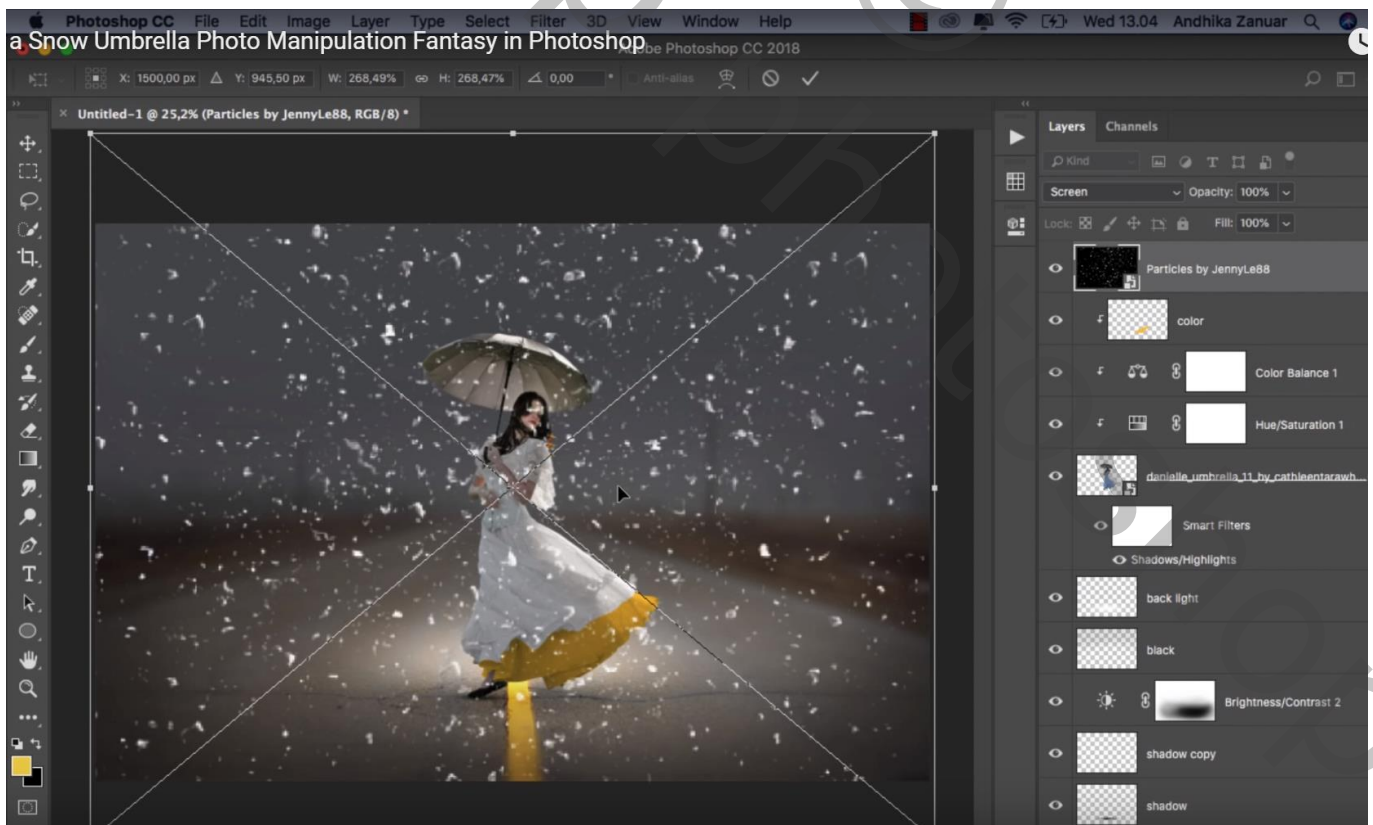 Photoshop CC File Edit Image Layer Type Select Filter 3D View Window Help Wed 13.04 Andhika Zanuar
a Snow Umbrella Photo Manipulation Fantasy in Photoshop
be Photoshop CC 2018
X: 1500,00 px Y: 945,50 px W: 268,49% H: 268,47% 0,00 ° Anti-alias
× Untitled-1 @ 25,2% (Particles by JennyLe88, RGB/8) *
Layers Channels
Kind
Screen Opacity: 100%
Lock: Fill: 100%
Particles by JennyLe88
color
Color Balance 1
Hue/Saturation 1
danielle_umbrella_11_by_cathleentarawh...
Smart Filters
Shadows/Highlights
back light
black
Brightness/Contrast 2
shadow copy
shadow